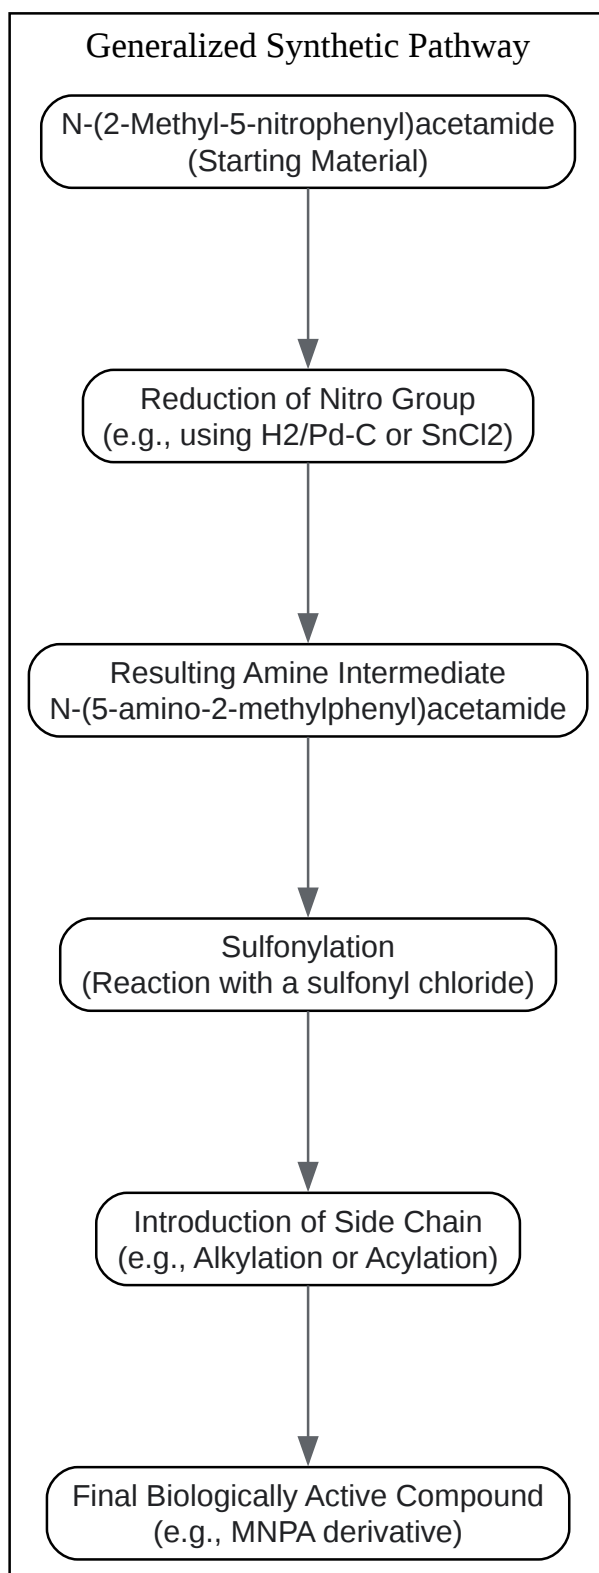 Generalized Synthetic Pathway
N-(2-Methyl-5-nitrophenyl)acetamide
(Starting Material)
Reduction of Nitro Group
(e.g., using H2/Pd-C or SnCl2)
Resulting Amine Intermediate
N-(5-amino-2-methylphenyl)acetamide
Sulfonylation
(Reaction with a sulfonyl chloride)
Introduction of Side Chain
(e.g., Alkylation or Acylation)
Final Biologically Active Compound
(e.g., MNPA derivative)